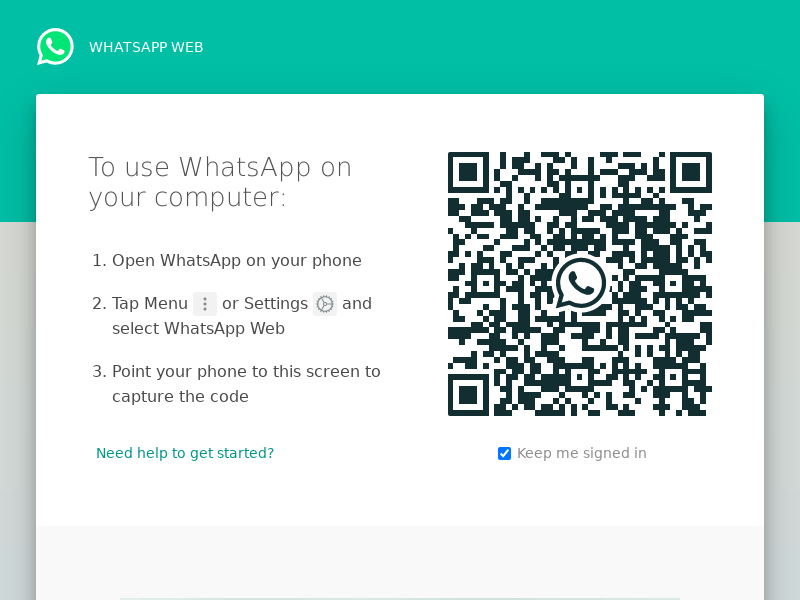 WHATSAPP WEB
To use WhatsApp on
your computer:
1. Open WhatsApp on your phone
2. Tap Menu or Settings and
select WhatsApp Web
3. Point your phone to this screen to
capture the code
Need help to get started?
Keep me signed in